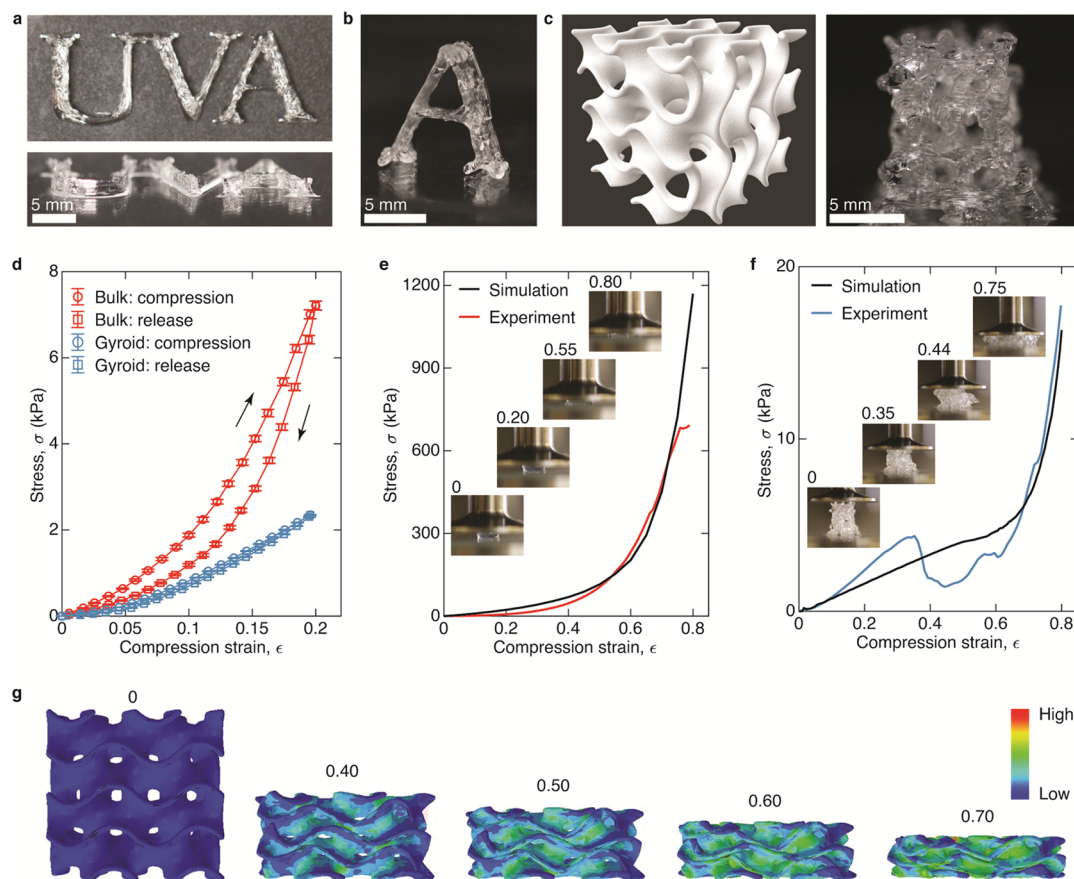 a
b
c
UVA
A
5 mm
5 mm
5 mm
d
Stress, σ (kPa)
8
6
4
2
0
Bulk: compression
Bulk: release
Gyroid: compression
Gyroid: release
0
0.05
0.1
0.15
0.2
Compression strain, ϵ
e
Stress, σ (kPa)
1200
900
600
300
0
Simulation
Experiment
0.80
0.55
0.20
0
0
0.2
0.4
0.6
0.8
Compression strain, ϵ
f
Stress, σ (kPa)
20
10
0
Simulation
Experiment
0.75
0.44
0.35
0
0
0.2
0.4
0.6
0.8
Compression strain, ϵ
g
0
0.40
0.50
0.60
0.70
High
Low